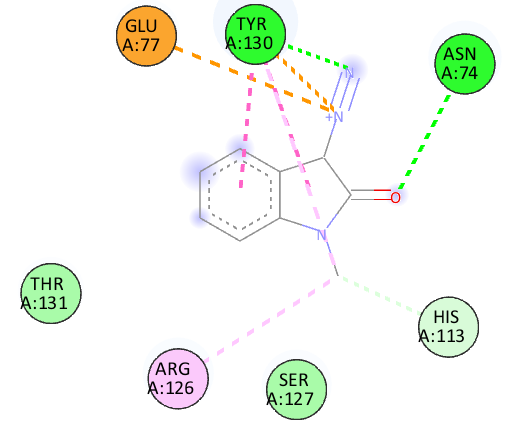 GLU
A:77
TYR
A:130
ASN
A:74
N
+N
O
N
THR
A:131
HIS
A:113
ARG
A:126
SER
A:127